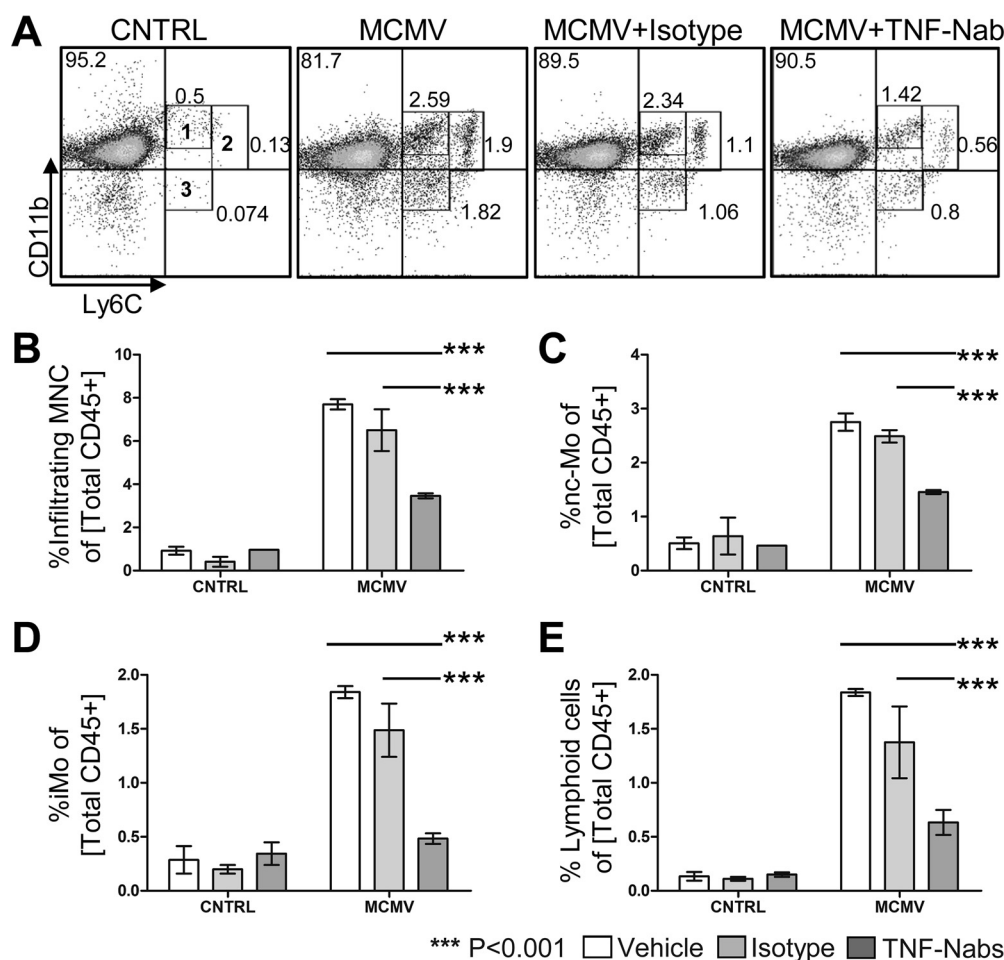 A
CNTRL
MCMV
MCMV+Isotype
MCMV+TNF-Nab
95.2
0.5
1
2
0.13
3
0.074
81.7
2.59
1.9
1.82
89.5
2.34
1.1
1.06
90.5
1.42
0.56
0.8
CD11b
Ly6C
B
%Infiltrating MNC
of [Total CD45+]
10
8
6
4
2
0
***
***
CNTRL
MCMV
C
%nc-Mo of
[Total CD45+]
4
3
2
1
0
***
***
CNTRL
MCMV
D
%iMo of
[Total CD45+]
2.0
1.5
1.0
0.5
0.0
***
***
CNTRL
MCMV
E
% Lymphoid cells
of [Total CD45+]
2.0
1.5
1.0
0.5
0.0
***
***
CNTRL
MCMV
*** P<0.001 Vehicle Isotype TNF-Nabs